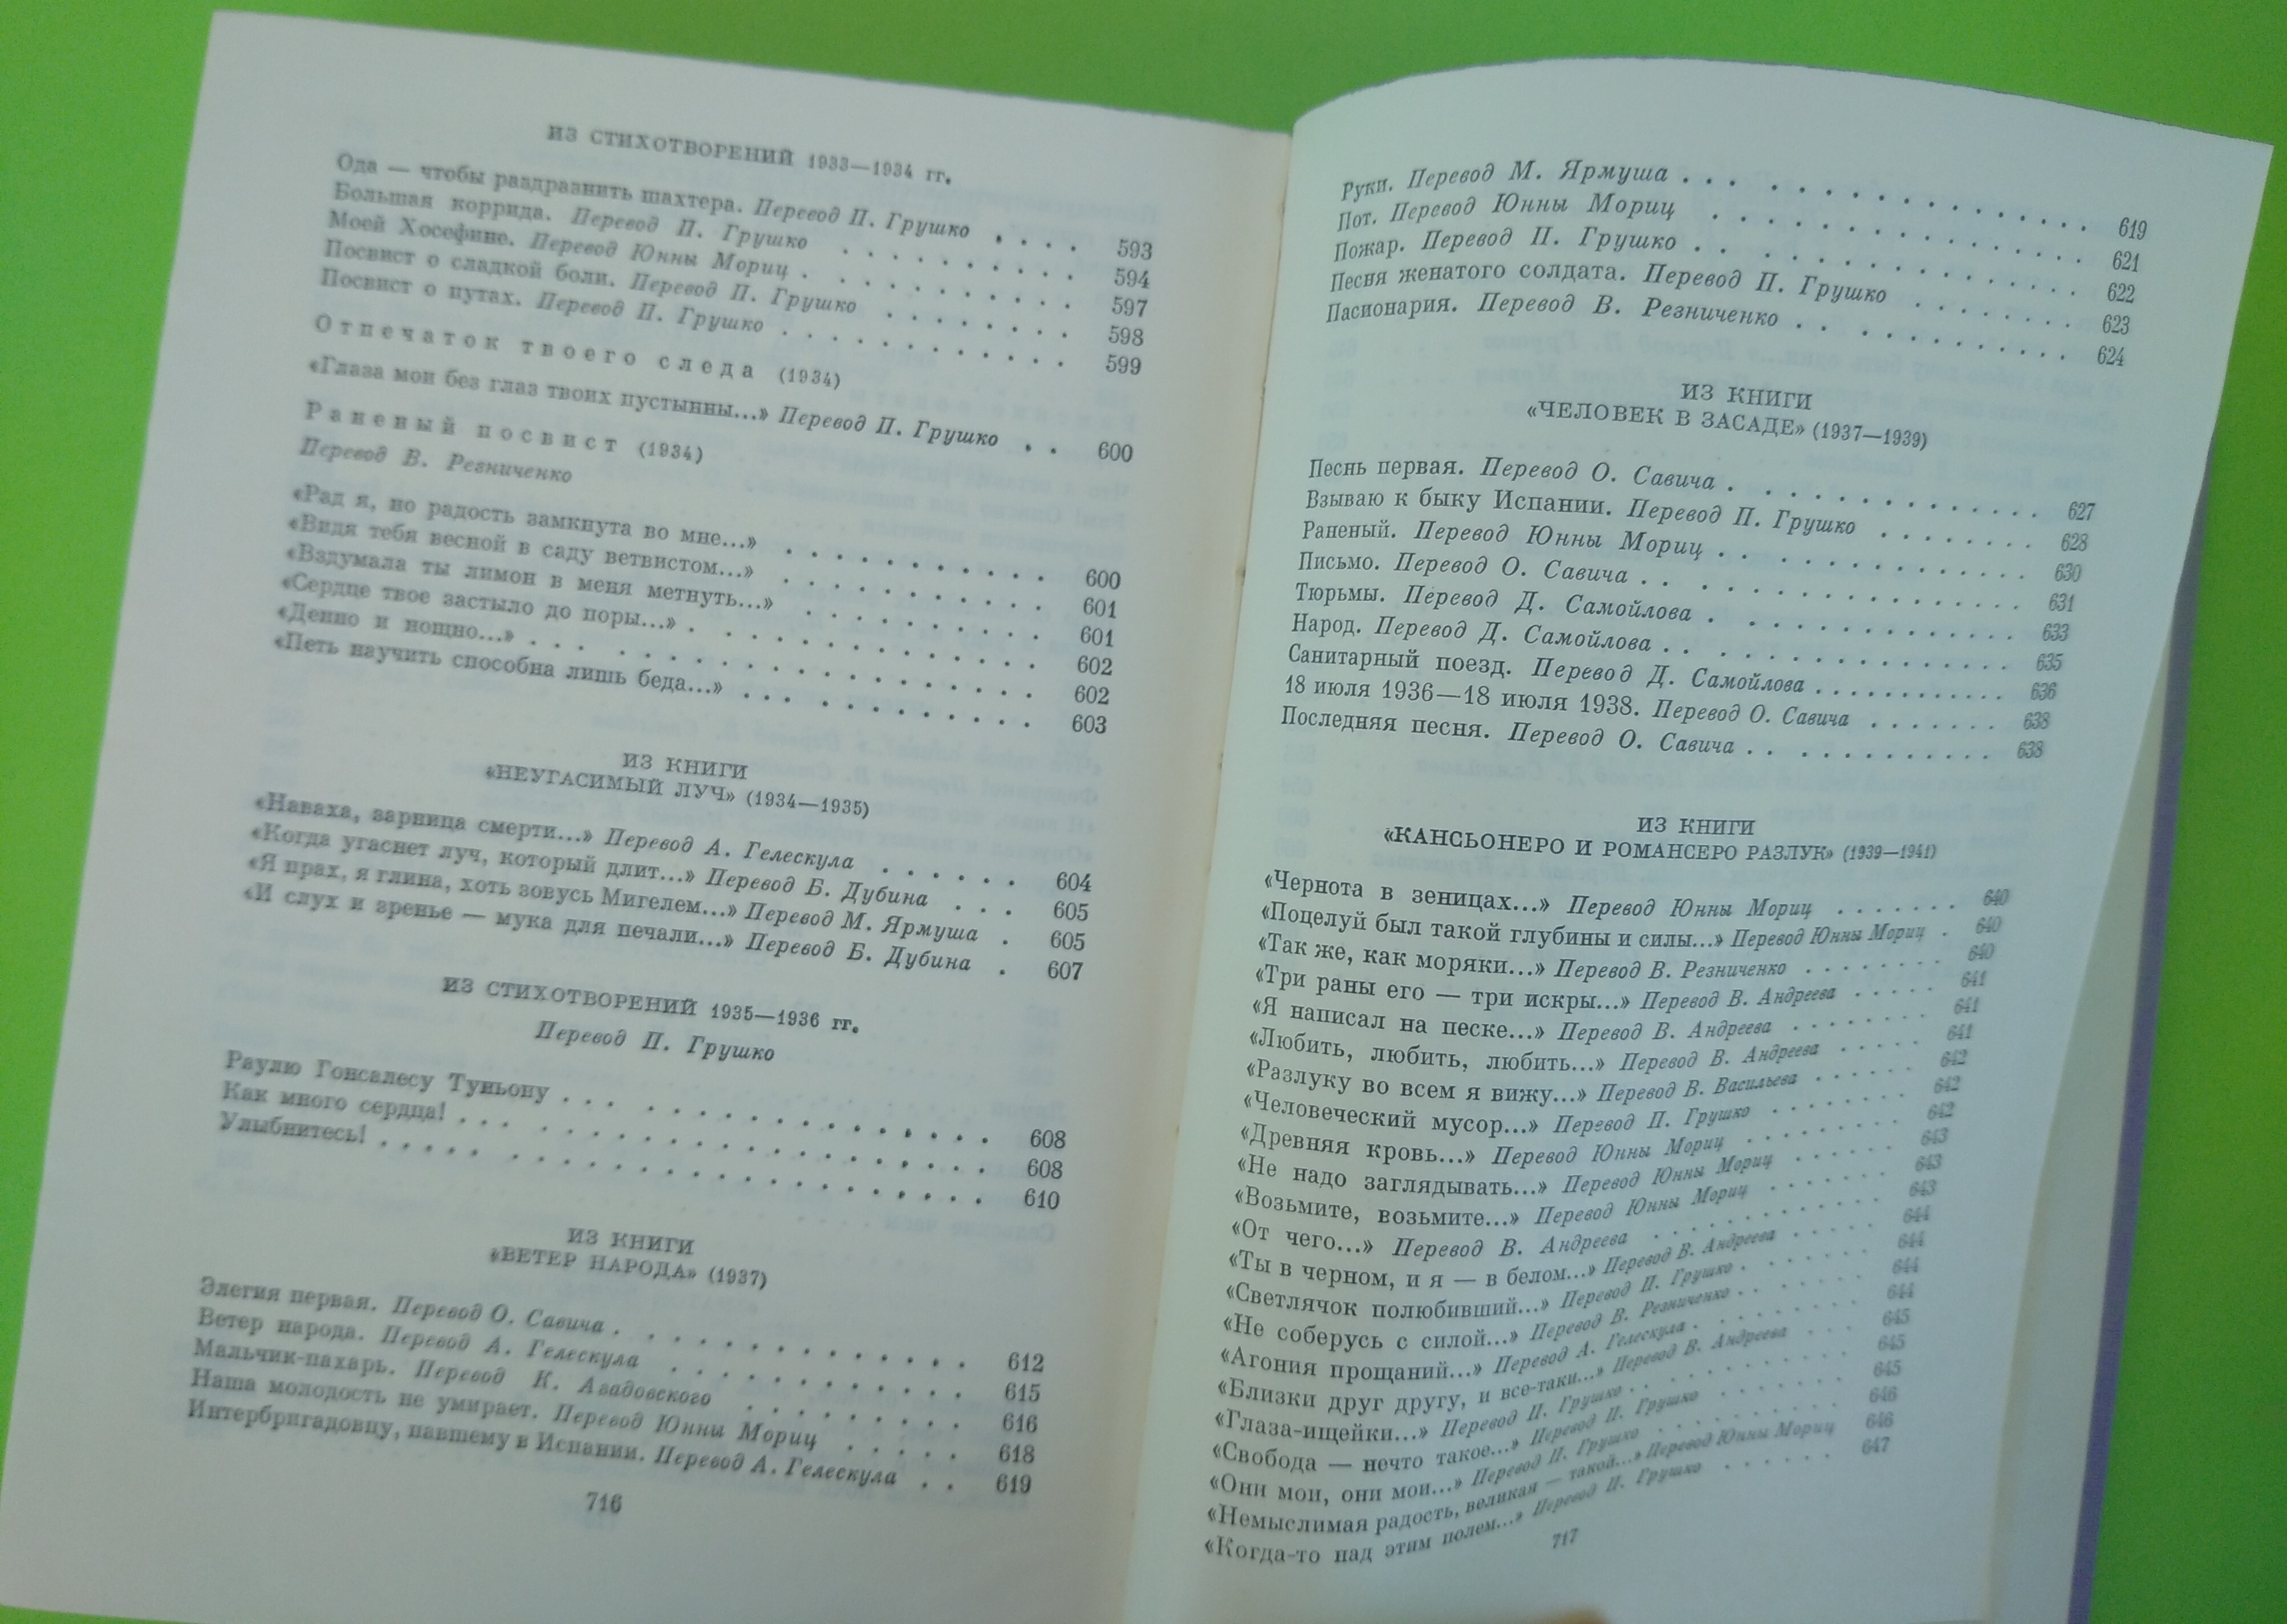 ИЗ СТИХОТВОРЕНИЙ 1933—1934 гг.
Ода — чтобы раздразнить шахтера. Перевод П. Грушко . . . . 593
Большая коррида. Перевод П. Грушко . . . . . . . . . 594
Моей Хосефине. Перевод Юнны Мориц . . . . . . . . . . 597
Посвист о сладкой боли. Перевод П. Грушко . . . . . . . 598
Посвист о путах. Перевод П. Грушко . . . . . . . . . . . 599
Отпечаток твоего следа (1934)
«Глаза мои без глаз твоих пустынны...» Перевод П. Грушко . . 600
Раненый посвист (1934)
Перевод В. Резниченко
«Рад я, но радость замкнута во мне...» . . . . . . . . . . 600
«Видя тебя весной в саду ветвистом...» . . . . . . . . . . 601
«Вздумала ты лимон в меня метнуть...» . . . . . . . . . 601
«Сердце твое застыло до поры...» . . . . . . . . . . . . 602
«Денно и нощно...» . . . . . . . . . . . . . . . . 602
«Петь научить способна лишь беда...» . . . . . . . . . . . 603
ИЗ КНИГИ
«НЕУГАСИМЫЙ ЛУЧ» (1934—1935)
«Наваха, зарница смерти...» Перевод А. Гелескула . . . . . . 604
«Когда угаснет луч, который длит...» Перевод Б. Дубина . . . 605
«Я прах, я глина, хоть зовусь Мигелем...» Перевод М. Ярмуша . 605
«И слух и зренье — мука для печали...» Перевод Б. Дубина . 607
ИЗ СТИХОТВОРЕНИЙ 1935—1936 гг.
Перевод П. Грушко
Раулю Гонсалесу Туньону . . . . . . . . . . . . . . . 608
Как много сердца! . . . . . . . . . . . . . . . . . . 608
Улыбнитесь! . . . . . . . . . . . . . . . . . . . . . 610
ИЗ КНИГИ
«ВЕТЕР НАРОДА» (1937)
Элегия первая. Перевод О. Савича . . . . . . . . . . . . 612
Ветер народа. Перевод А. Гелескула . . . . . . . . . . . 615
Мальчик-пахарь. Перевод К. Азадовского . . . . . . . . 616
Наша молодость не умирает. Перевод Юнны Мориц . . . . . 618
Интербригадовцу, павшему в Испании. Перевод А. Гелескула . . 619
716
Руки. Перевод М. Ярмуша . . . . . . . . . . . . . . . 619
Пот. Перевод Юнны Мориц . . . . . . . . . . . . . . 621
Пожар. Перевод П. Грушко . . . . . . . . . . . . . . 622
Песня женатого солдата. Перевод П. Грушко . . . . . . . 623
Пасионария. Перевод В. Резниченко . . . . . . . . . . . 624
ИЗ КНИГИ
«ЧЕЛОВЕК В ЗАСАДЕ» (1937—1939)
Песнь первая. Перевод О. Савича . . . . . . . . . . . . 627
Взываю к быку Испании. Перевод П. Грушко . . . . . . . . 628
Раненый. Перевод Юнны Мориц . . . . . . . . . . . . . 630
Письмо. Перевод О. Савича . . . . . . . . . . . . . . . 631
Тюрьмы. Перевод Д. Самойлова . . . . . . . . . . . . . 633
Народ. Перевод Д. Самойлова . . . . . . . . . . . . . . 635
Санитарный поезд. Перевод Д. Самойлова . . . . . . . . . . 636
18 июля 1936—18 июля 1938. Перевод О. Савича . . . . . . . 638
Последняя песня. Перевод О. Савича . . . . . . . . . . . 638
ИЗ КНИГИ
«КАНСЬОНЕРО И РОМАНСЕРО РАЗЛУК» (1939—1941)
«Чернота в зеницах...» Перевод Юнны Мориц . . . . . . . 640
«Поцелуй был такой глубины и силы...» Перевод Юнны Мориц . 640
«Так же, как моряки...» Перевод В. Резниченко . . . . . . . 640
«Три раны его — три искры...» Перевод В. Андреева . . . . . 641
«Я написал на песке...» Перевод В. Андреева . . . . . . . . 641
«Любить, любить, любить...» Перевод В. Андреева . . . . . 641
«Разлуку во всем я вижу...» Перевод В. Васильева . . . . . . 642
«Человеческий мусор...» Перевод П. Грушко . . . . . . . . 642
«Древняя кровь...» Перевод Юнны Мориц . . . . . . . . . 642
«Не надо заглядывать...» Перевод Юнны Мориц . . . . . . 643
«Возьмите, возьмите...» Перевод Юнны Мориц . . . . . . . 643
«От чего...» Перевод В. Андреева . . . . . . . . . . . . 643
«Ты в черном, и я — в белом...» Перевод В. Андреева . . . . . 644
«Светлячок полюбивший...» Перевод П. Грушко . . . . . . . 644
«Не соберусь с силой...» Перевод В. Резниченко . . . . . . . 644
«Агония прощаний...» Перевод А. Гелескула . . . . . . . . 644
«Близки друг другу, и все-таки...» Перевод В. Андреева . . . 645
«Глаза-ищейки...» Перевод П. Грушко . . . . . . . . . . 645
«Свобода — нечто такое...» Перевод П. Грушко . . . . . . . 645
«Они мои, они мои...» Перевод П. Грушко . . . . . . . . . 646
«Немыслимая радость, великая — такой...» Перевод Юнны Мориц 646
«Когда-то над этим полем...» Перевод П. Грушко . . . . . . 647
717